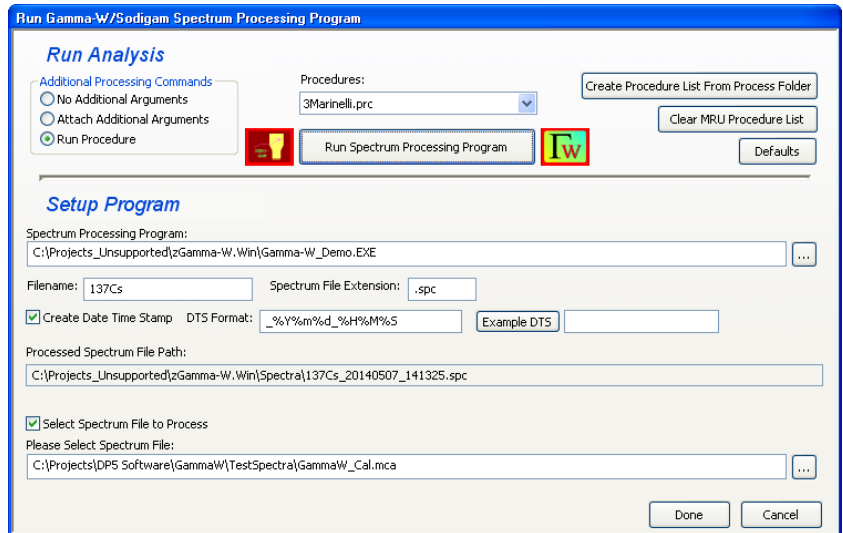 Run Gamma-W/Sodigam Spectrum Processing Program
Run Analysis
Additional Processing Commands
No Additional Arguments
Attach Additional Arguments
Run Procedure
Procedures:
3Marinelli.prc
Run Spectrum Processing Program
Γw
Create Procedure List From Process Folder
Clear MRU Procedure List
Defaults
Setup Program
Spectrum Processing Program:
C:\Projects_Unsupported\zGamma-W.Win\Gamma-W_Demo.EXE
...
Filename: 137Cs Spectrum File Extension: .spc
Create Date Time Stamp DTS Format: _%Y%m%d_%H%M%S Example DTS
Processed Spectrum File Path:
C:\Projects_Unsupported\zGamma-W.Win\Spectra\137Cs_20140507_141325.spc
Select Spectrum File to Process
Please Select Spectrum File:
C:\Projects\DP5 Software\GammaW\TestSpectra\GammaW_Cal.mca
...
Done Cancel